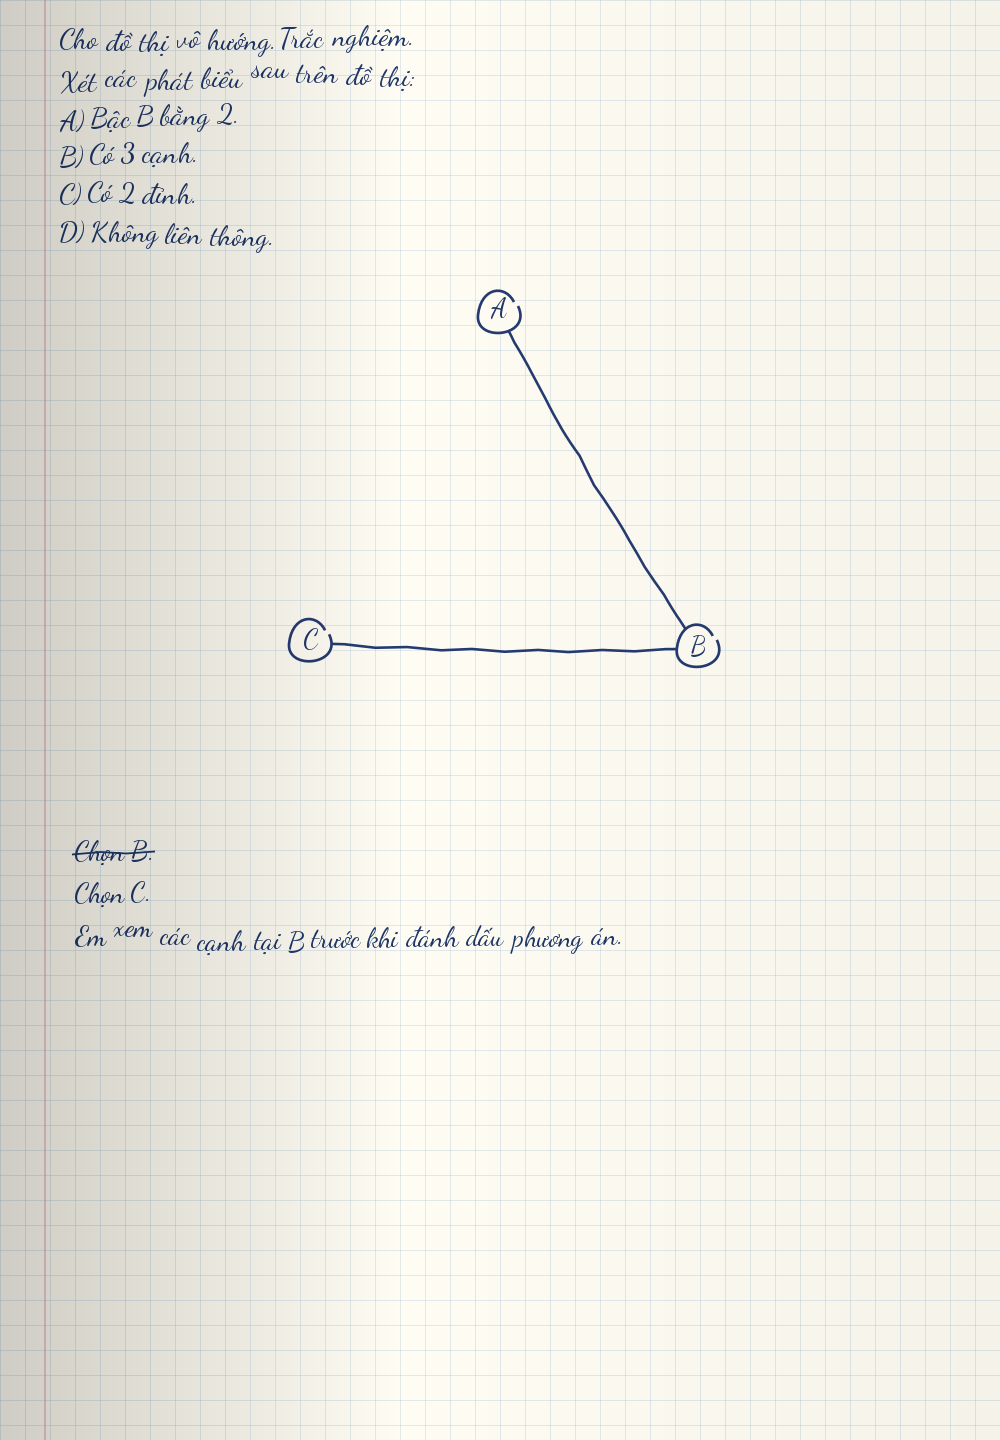 Cho đồ thị vô hướng. Trắc nghiệm.
Xét các phát biểu sau trên đồ thị:
A) Bậc B bằng 2.
B) Có 3 cạnh.
C) Có 2 đỉnh.
D) Không liên thông.
A
C
B
Chọn B.
Chọn C.
Em xem các cạnh tại B trước khi đánh dấu phương án.